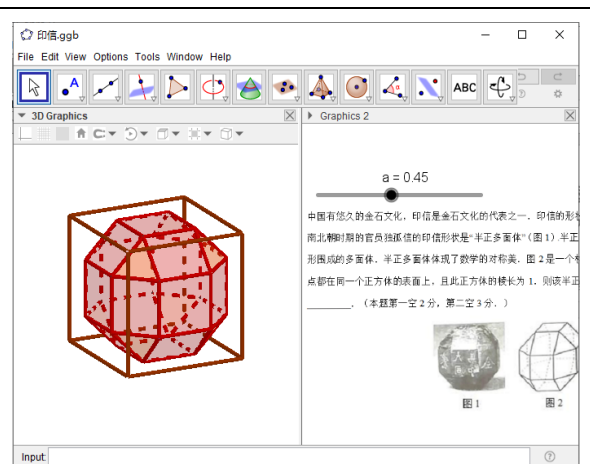 印信.ggb
File Edit View Options Tools Window Help
ABC
3D Graphics
Graphics 2
a = 0.45
中国有悠久的金石文化，印信是金石文化的代表之一．印信的形
南北朝时期的官员独孤信的印信形状是“半正多面体”(图 1)．半正
形围成的多面体．半正多面体体现了数学的对称美．图 2 是一个
点都在同一个正方体的表面上，且此正方体的棱长为 1．则该半正
________．（本题第一空 2 分，第二空 3 分．）
图 1
图 2
Input: